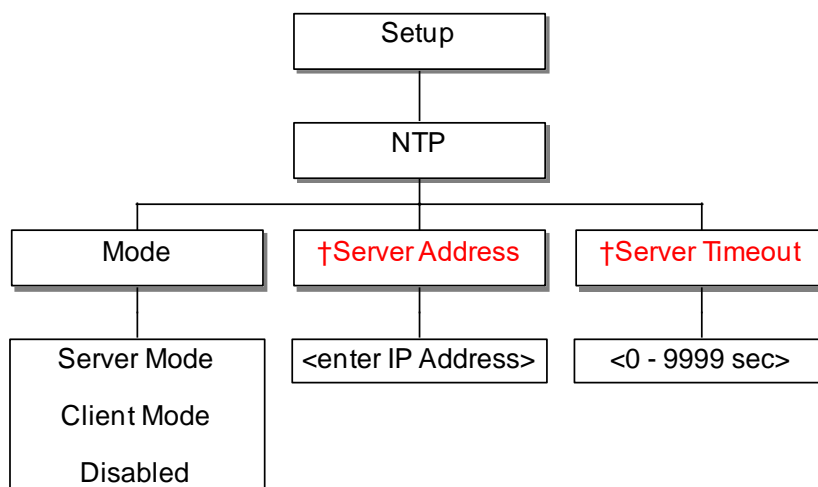 Setup
NTP
Mode
†Server Address
†Server Timeout
Server Mode
Client Mode
Disabled
<enter IP Address>
<0 - 9999 sec>